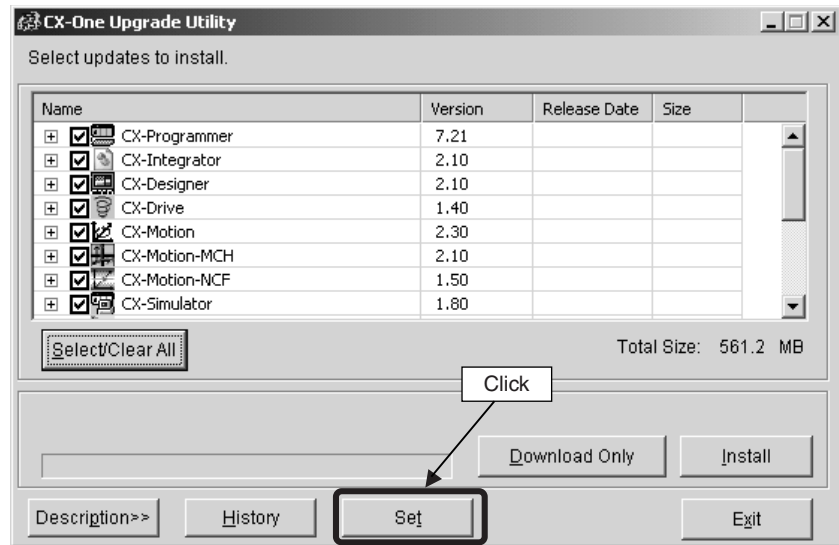 CX-One Upgrade Utility
Select updates to install.
Name Version Release Date Size
CX-Programmer 7.21
CX-Integrator 2.10
CX-Designer 2.10
CX-Drive 1.40
CX-Motion 2.30
CX-Motion-MCH 2.10
CX-Motion-NCF 1.50
CX-Simulator 1.80
Select/Clear All Total Size: 561.2 MB
Click
Download Only Install
Description>> History Set Exit